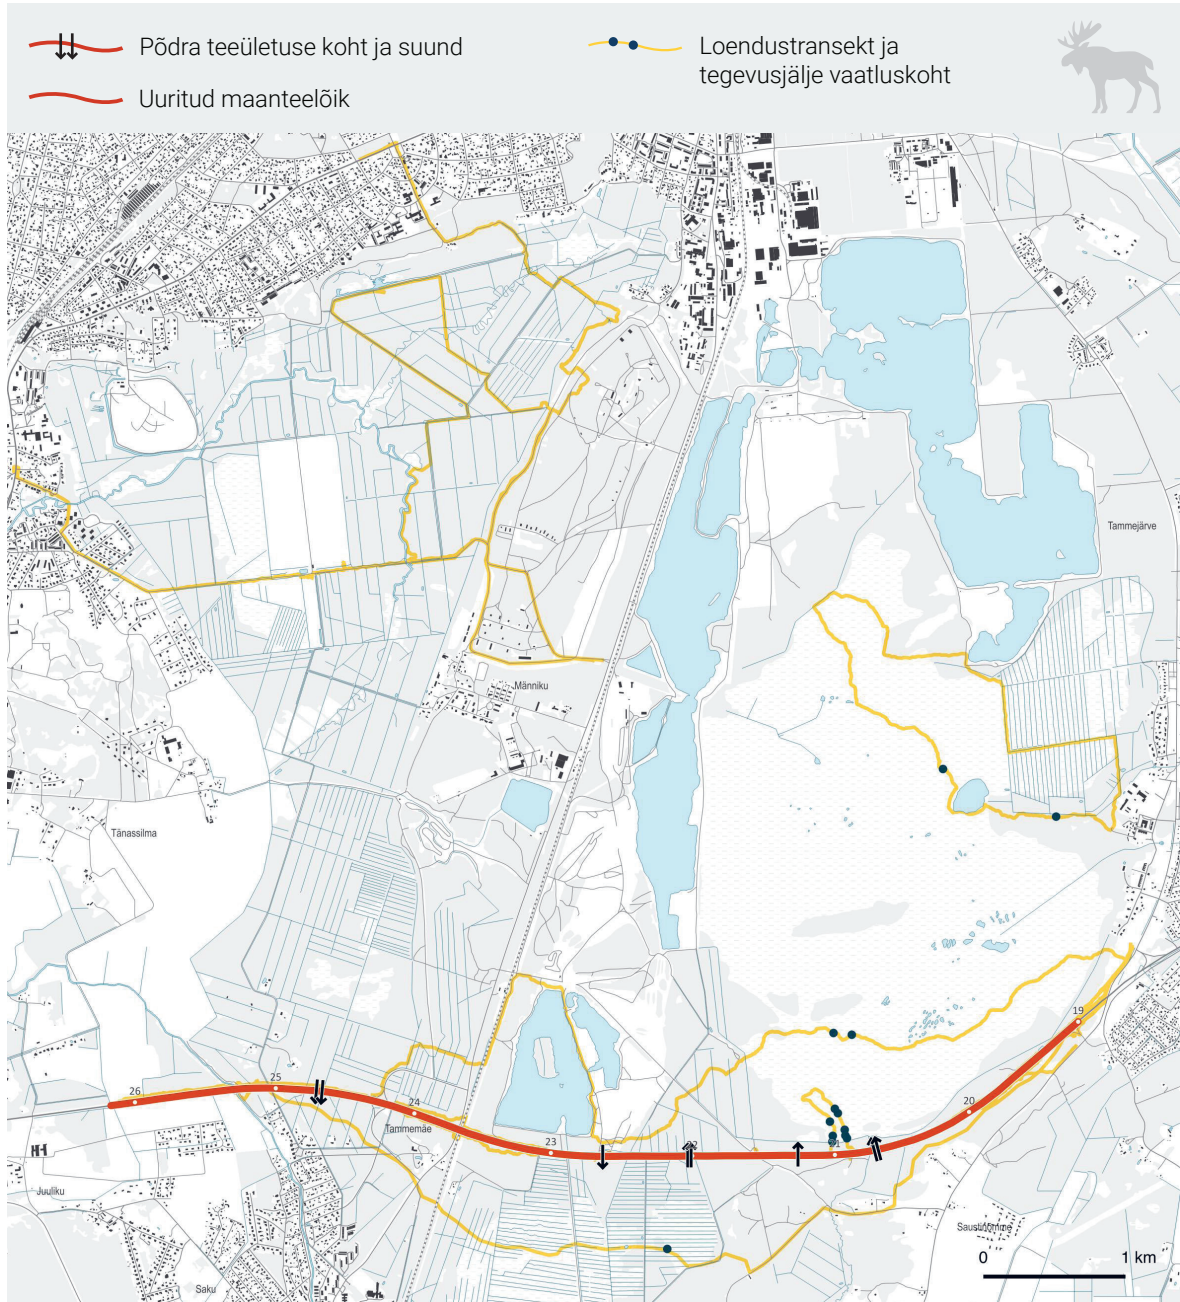 Põdra teeületuse koht ja suund
Uuritud maanteelõik
Loendustransekt ja
tegevusjälje vaatluskoht
Tammejärve
Männiku
Tänassilma
19
20
21
22
23
24
25
26
Tammemäe
Juuliku
Saku
Saustinõmme
0 1 km